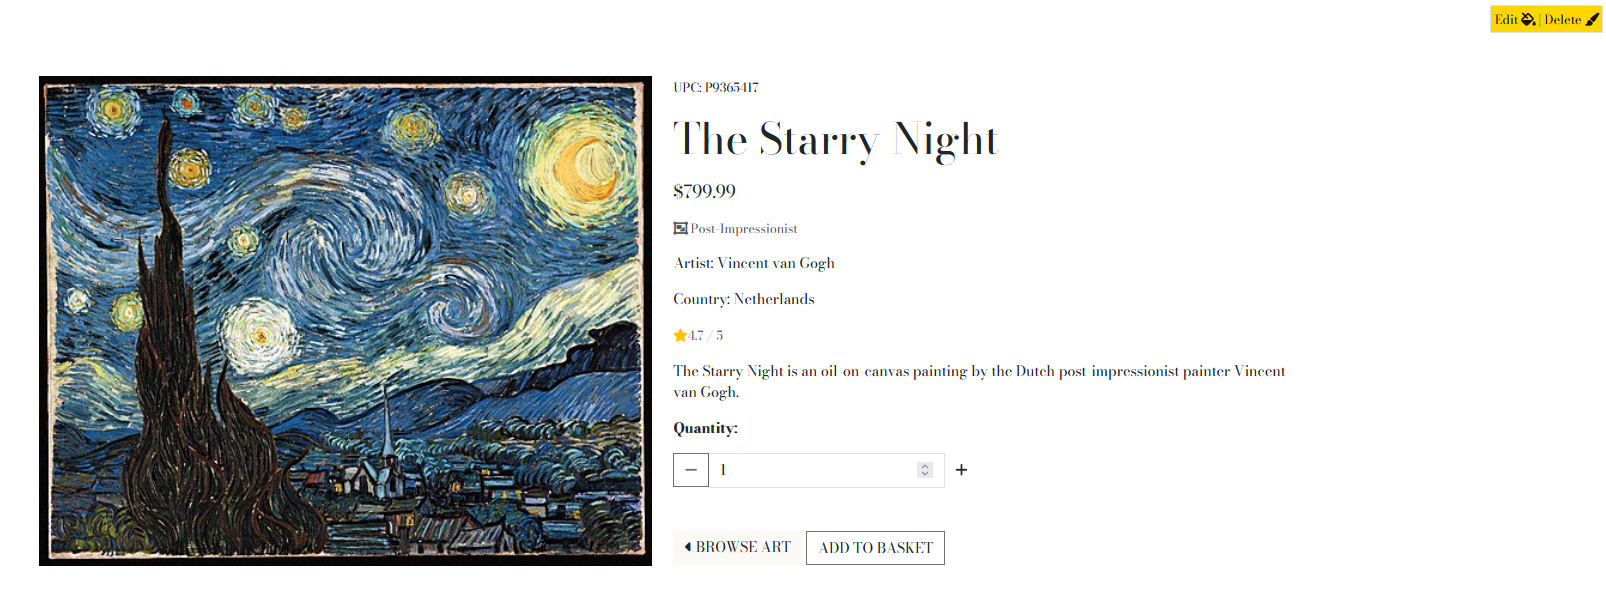 Edit | Delete
UPC: P9365417
The Starry Night
$799.99
Post-Impressionist
Artist: Vincent van Gogh
Country: Netherlands
4.7 / 5
The Starry Night is an oil-on-canvas painting by the Dutch post-impressionist painter Vincent
van Gogh.
Quantity:
− 1 +
BROWSE ART ADD TO BASKET